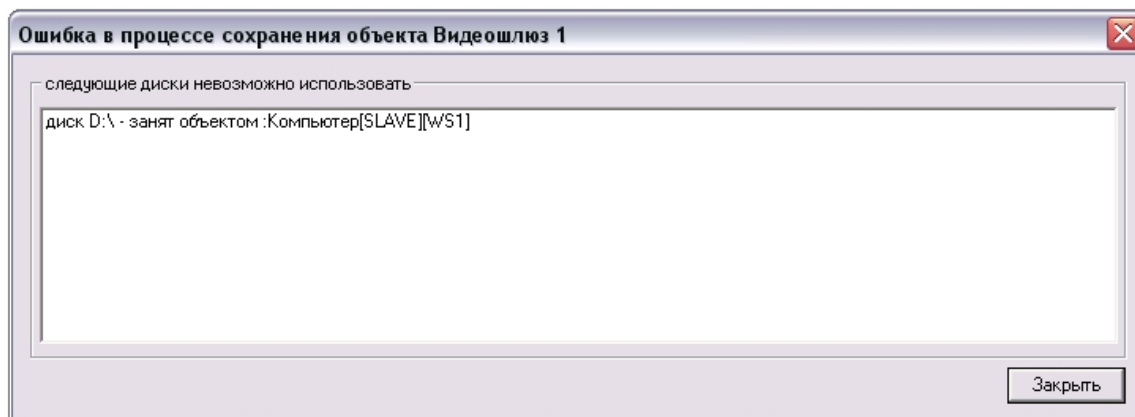 Ошибка в процессе сохранения объекта Видеошлюз 1
следующие диски невозможно использовать
диск D:\ - занят объектом :Компьютер[SLAVE][WS1]
Закрыть